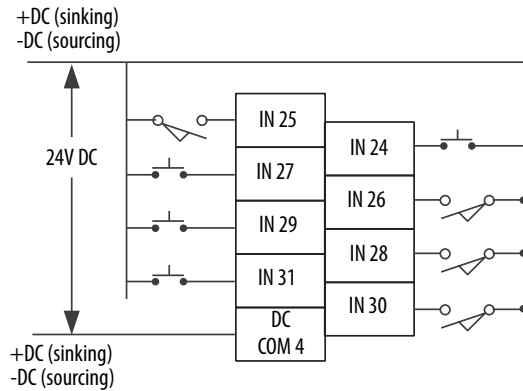 +DC (sinking)
-DC (sourcing)
IN 25
IN 24
24V DC
IN 27
IN 26
IN 29
IN 28
IN 31
IN 30
DC
COM 4
+DC (sinking)
-DC (sourcing)